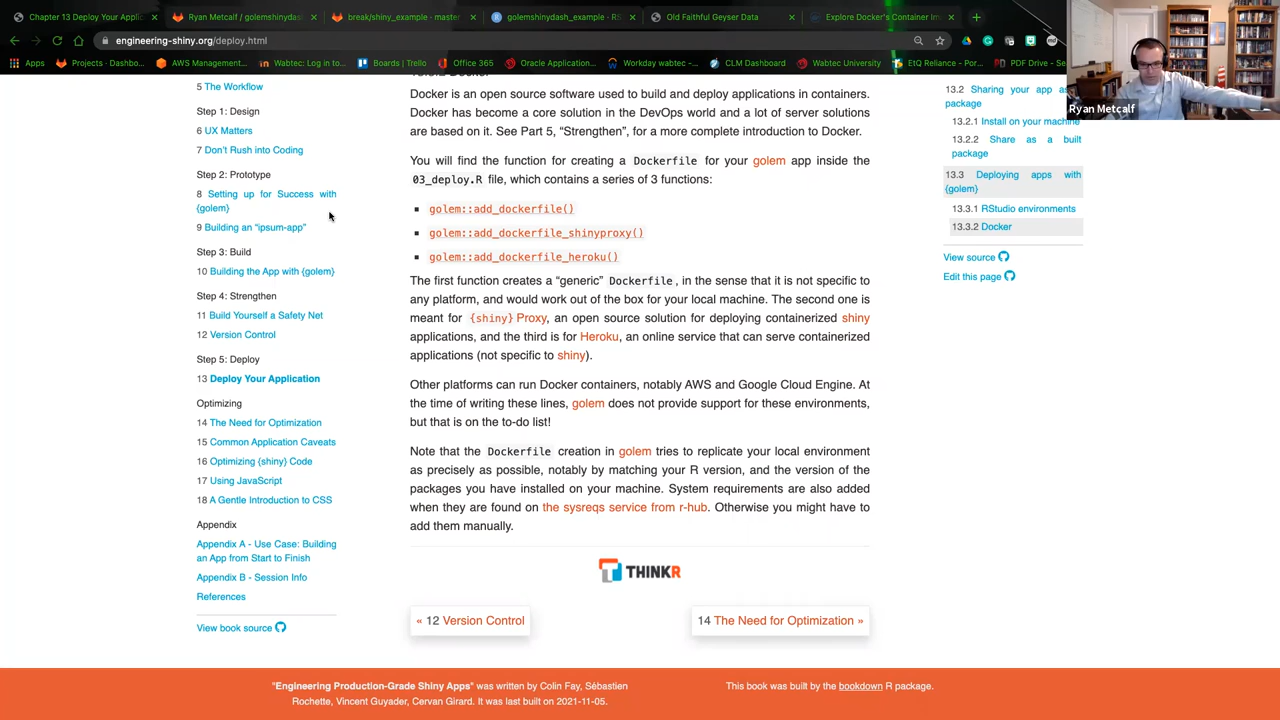 Chapter 13 Deploy Your Applic
Ryan Metcalf / golemshinydash
break/shiny_example · master
golemshinydash_example - RS
Old Faithful Geyser Data
Explore Docker's Container Im
engineering-shiny.org/deploy.html
Apps
Projects · Dashbo...
AWS Management...
Wabtec: Log in to...
Boards | Trello
Office 365
Oracle Application...
Workday wabtec -...
CLM Dashboard
Wabtec University
EtQ Reliance - Por...
PDF Drive - Se
Ryan Metcalf
5 The Workflow
Step 1: Design
6 UX Matters
7 Don't Rush into Coding
Step 2: Prototype
8 Setting up for Success with
{golem}
9 Building an “ipsum-app”
Step 3: Build
10 Building the App with {golem}
Step 4: Strengthen
11 Build Yourself a Safety Net
12 Version Control
Step 5: Deploy
13 Deploy Your Application
Optimizing
14 The Need for Optimization
15 Common Application Caveats
16 Optimizing {shiny} Code
17 Using JavaScript
18 A Gentle Introduction to CSS
Appendix
Appendix A - Use Case: Building
an App from Start to Finish
Appendix B - Session Info
References
View book source
Docker is an open source software used to build and deploy applications in containers.
Docker has become a core solution in the DevOps world and a lot of server solutions
are based on it. See Part 5, “Strengthen”, for a more complete introduction to Docker.
You will find the function for creating a Dockerfile for your golem app inside the
03_deploy.R file, which contains a series of 3 functions:
golem::add_dockerfile()
golem::add_dockerfile_shinyproxy()
golem::add_dockerfile_heroku()
The first function creates a “generic” Dockerfile, in the sense that it is not specific to
any platform, and would work out of the box for your local machine. The second one is
meant for {shiny} Proxy, an open source solution for deploying containerized shiny
applications, and the third is for Heroku, an online service that can serve containerized
applications (not specific to shiny).
Other platforms can run Docker containers, notably AWS and Google Cloud Engine. At
the time of writing these lines, golem does not provide support for these environments,
but that is on the to-do list!
Note that the Dockerfile creation in golem tries to replicate your local environment
as precisely as possible, notably by matching your R version, and the version of the
packages you have installed on your machine. System requirements are also added
when they are found on the sysreqs service from r-hub. Otherwise you might have to
add them manually.
THINKR
« 12 Version Control
14 The Need for Optimization »
13.2 Sharing your app as
package
13.2.1 Install on your machine
13.2.2 Share as a built
package
13.3 Deploying apps with
{golem}
13.3.1 RStudio environments
13.3.2 Docker
View source
Edit this page
"Engineering Production-Grade Shiny Apps" was written by Colin Fay, Sébastien
Rochette, Vincent Guyader, Cervan Girard. It was last built on 2021-11-05.
This book was built by the bookdown R package.